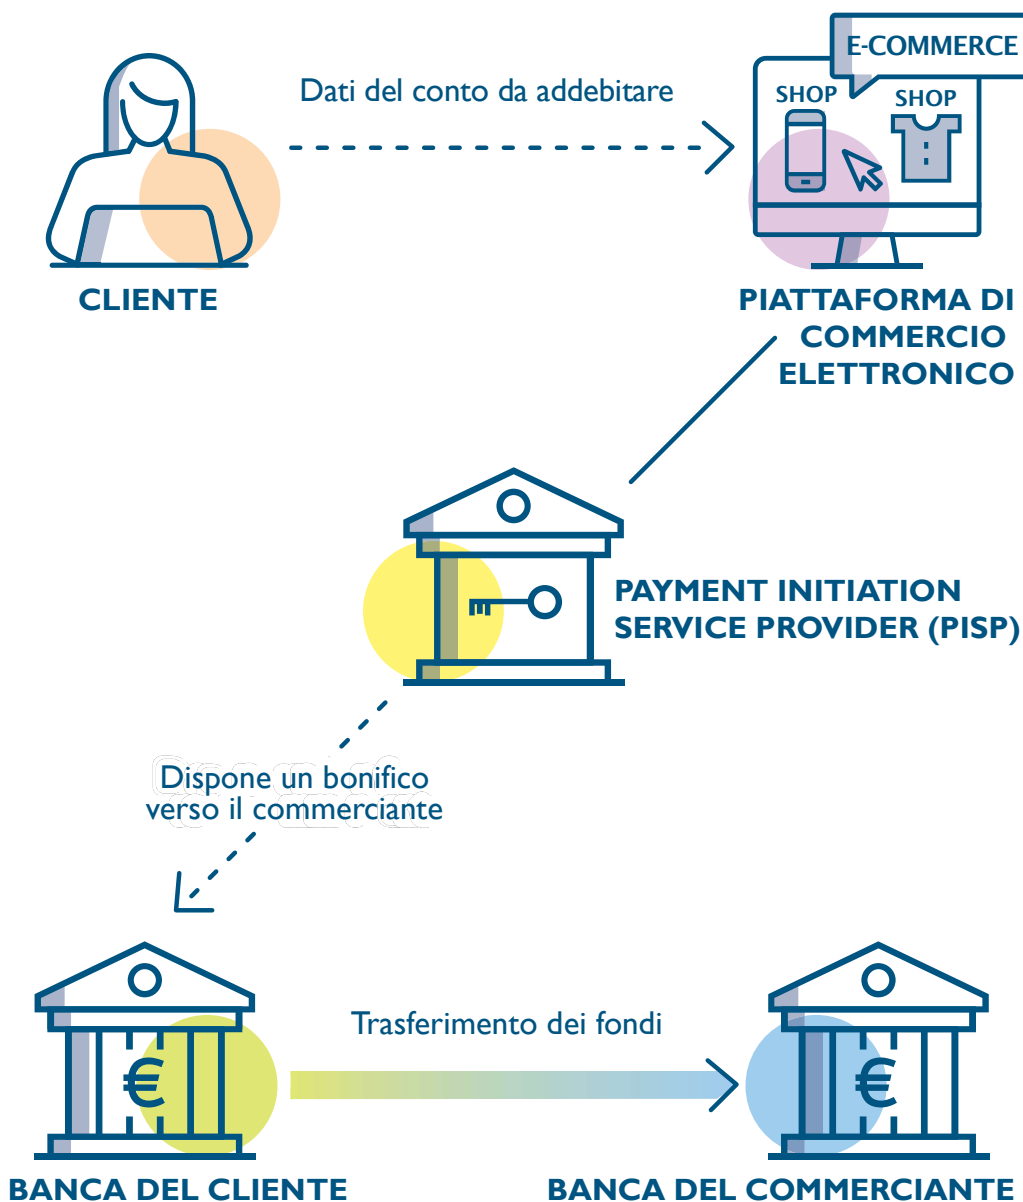 E-COMMERCE
SHOP
SHOP
Dati del conto da addebitare
CLIENTE
PIATTAFORMA DI
COMMERCIO
ELETTRONICO
PAYMENT INITIATION
SERVICE PROVIDER (PISP)
Dispone un bonifico
verso il commerciante
Trasferimento dei fondi
€
€
BANCA DEL CLIENTE
BANCA DEL COMMERCIANTE